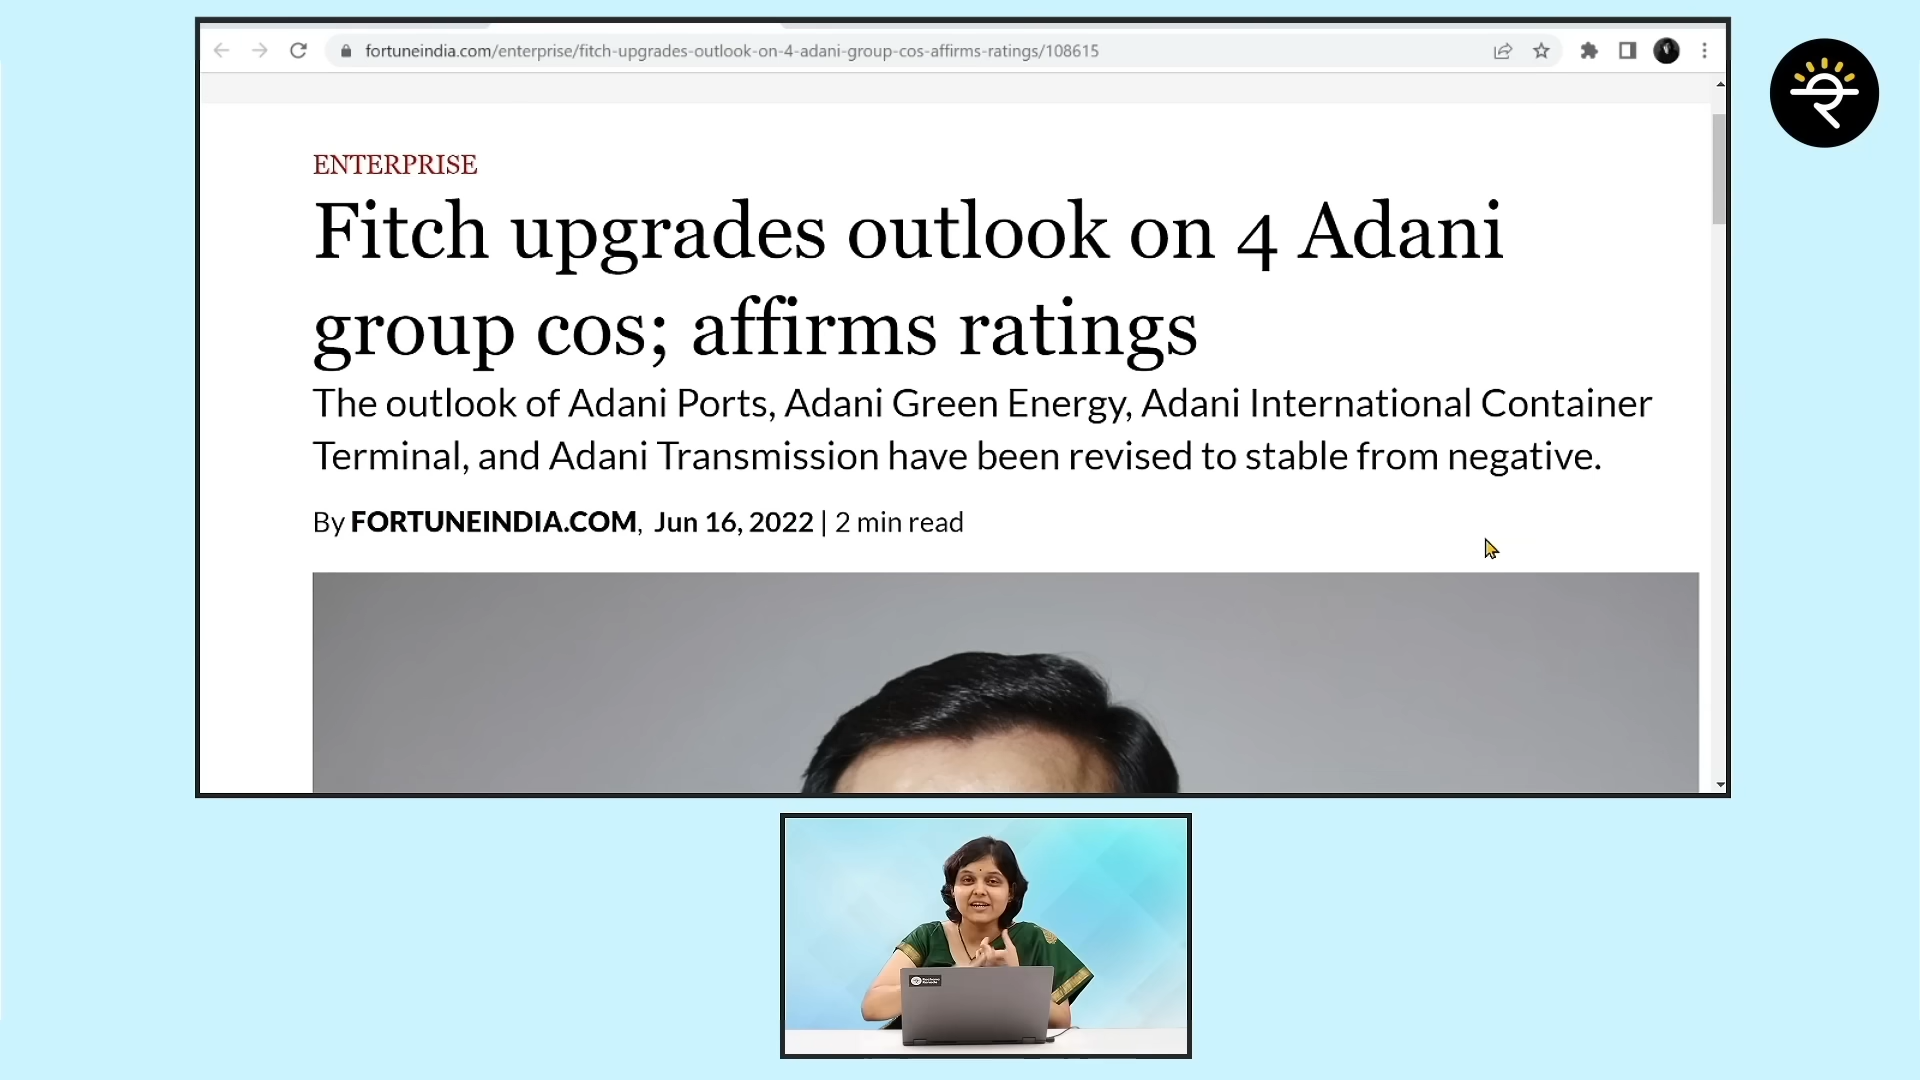 fortuneindia.com/enterprise/fitch-upgrades-outlook-on-4-adani-group-cos-affirms-ratings/108615
ENTERPRISE
Fitch upgrades outlook on 4 Adani
group cos; affirms ratings
The outlook of Adani Ports, Adani Green Energy, Adani International Container
Terminal, and Adani Transmission have been revised to stable from negative.
By FORTUNEINDIA.COM, Jun 16, 2022 | 2 min read